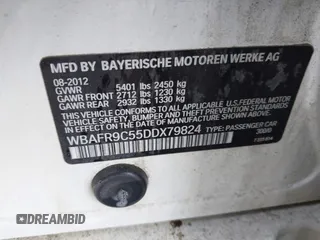 MFD BY BAYERISCHE MOTOREN WERKE AG
08-2012
GVWR 5401 lbs 2450 kg
GAWR FRONT 2712 lbs 1230 kg
GAWR REAR 2932 lbs 1330 kg
THIS VEHICLE CONFORMS TO ALL APPLICABLE
U.S. FEDERAL MOTOR VEHICLE SAFETY,
BUMPER, AND THEFT PREVENTION STANDARDS
IN EFFECT ON THE DATE OF MANUFACTURE
SHOWN ABOVE.
WBAFR9C55DDX79824 TYPE: PASSENGER CAR
DREAMBID